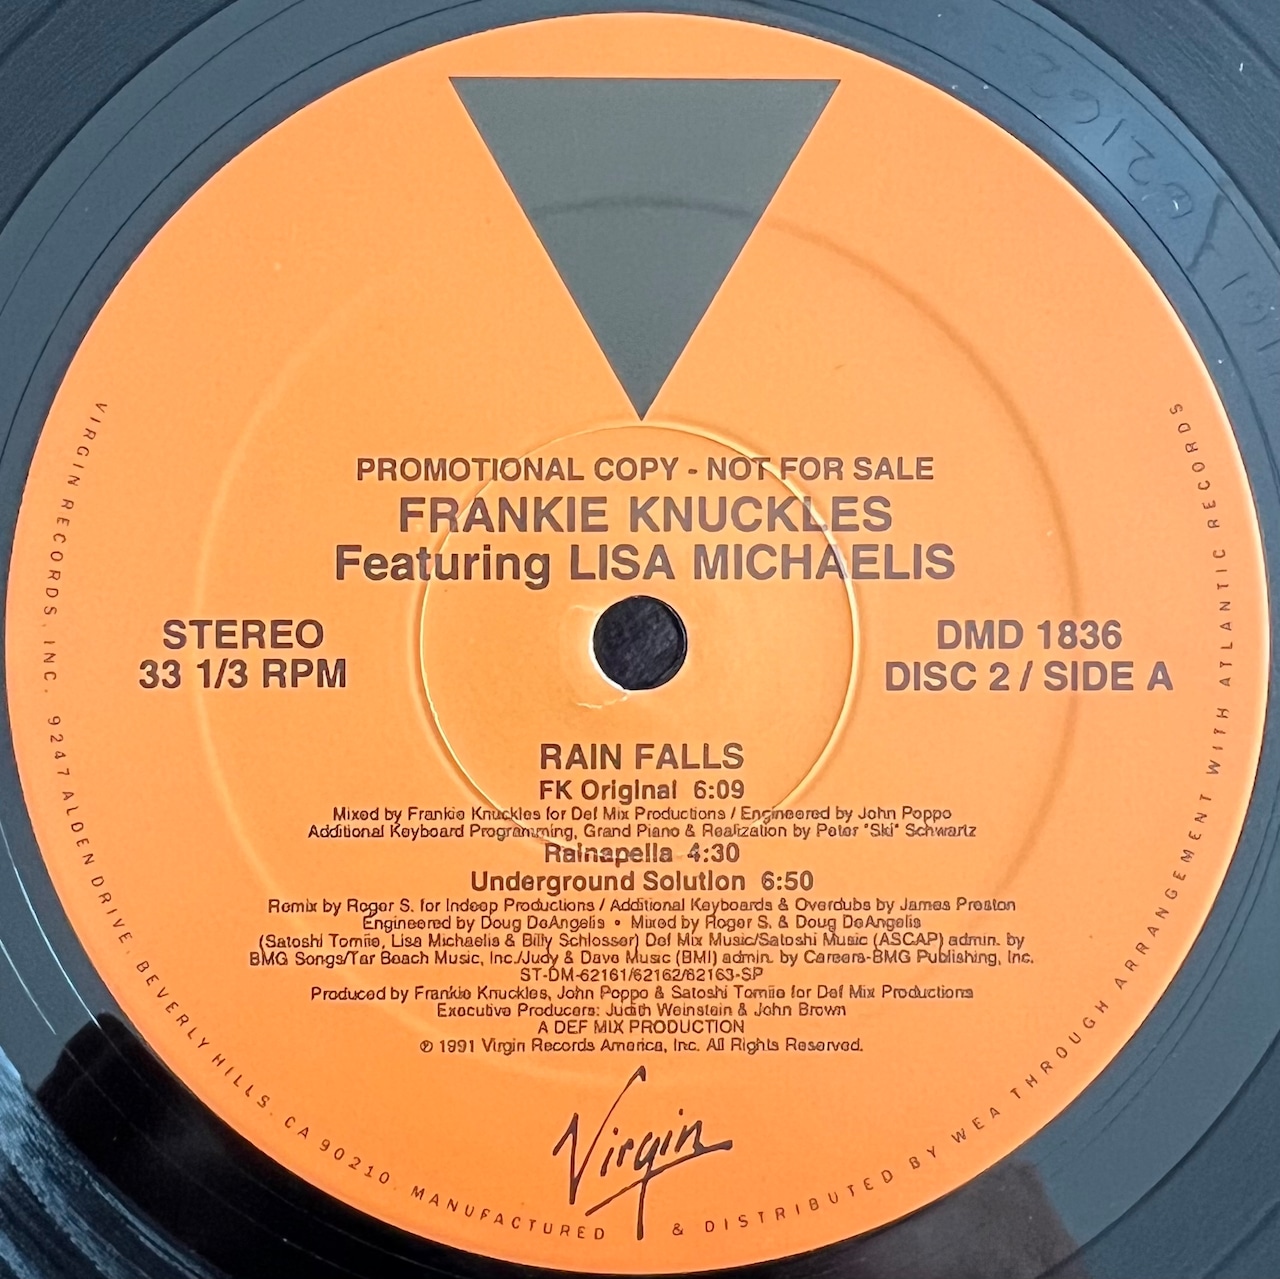 PROMOTIONAL COPY - NOT FOR SALE
FRANKIE KNUCKLES
Featuring LISA MICHAELIS
STEREO
33 1/3 RPM
DMD 1836
DISC 2 / SIDE A
RAIN FALLS
FK Original 6:09
Mixed by Frankie Knuckles for Def Mix Productions / Engineered by John Poppo
Additional Keyboard Programming, Grand Piano & Realization by Peter "Ski" Schwartz
Rainapella 4:30
Underground Solution 6:50
Remix by Roger S. for Indeep Productions / Additional Keyboards & Overdubs by James Preston
Engineered by Doug DeAngelis • Mixed by Roger S. & Doug DeAngelis
(Satoshi Tomiie, Lisa Michaelis & Billy Schlosser) Def Mix Music/Satoshi Music (ASCAP) admin. by
BMG Songs/Tar Beach Music, Inc./Judy & Dave Music (BMI) admin. by Careers-BMG Publishing, Inc.
ST-DM-62161/62162/62163-SP
Produced by Frankie Knuckles, John Poppo & Satoshi Tomiie for Def Mix Productions
Executive Producers: Judith Weinstein & John Brown
A DEF MIX PRODUCTION
℗ 1991 Virgin Records America, Inc. All Rights Reserved.
Virgin
VIRGIN RECORDS, INC. 9247 ALDEN DRIVE, BEVERLY HILLS, CA 90210. MANUFACTURED & DISTRIBUTED BY WEA THROUGH ARRANGEMENT WITH ATLANTIC RECORDS